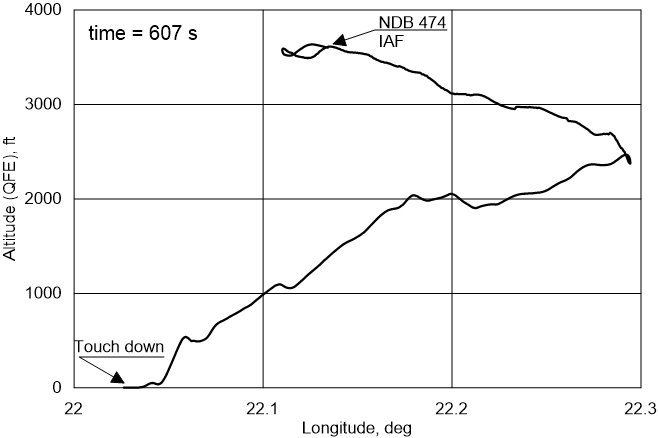 4000
time = 607 s
NDB 474
IAF
3000
Altitude (QFE), ft
2000
1000
Touch down
0
22
22.1
22.2
22.3
Longitude, deg